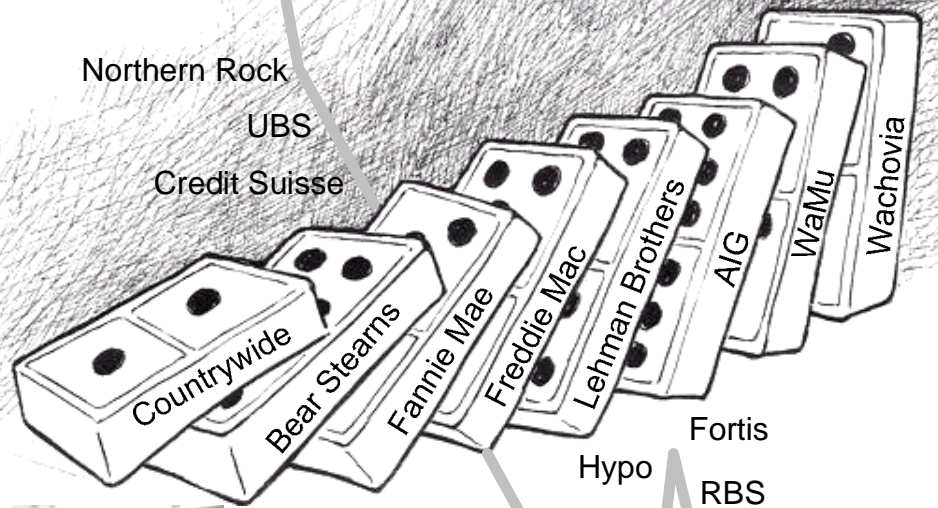 Northern Rock
UBS
Credit Suisse
Countrywide
Bear Stearns
Fannie Mae
Freddie Mac
Lehman Brothers
AIG
WaMu
Wachovia
Fortis
Hypo
RBS